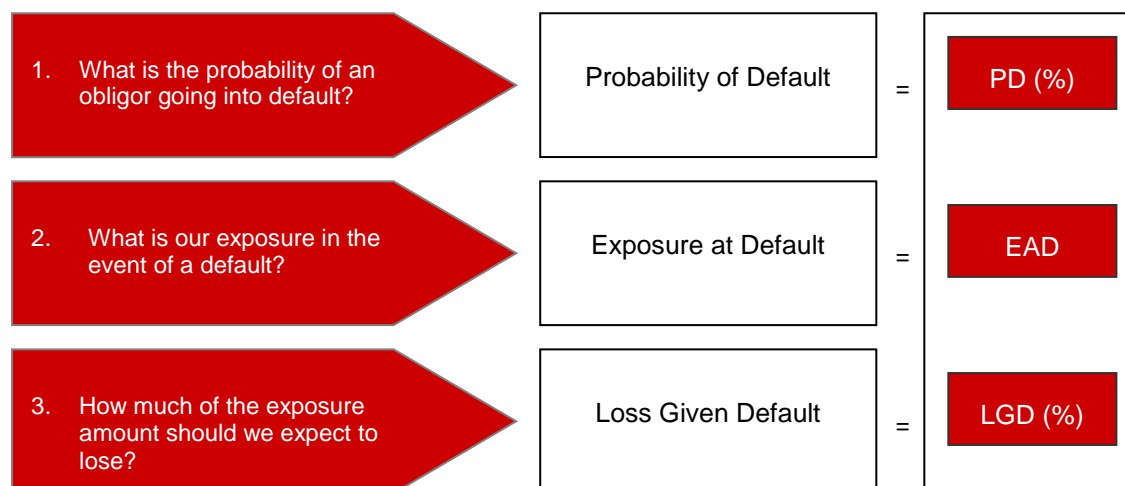 1. What is the probability of an
obligor going into default?
Probability of Default
=
PD (%)
2. What is our exposure in the
event of a default?
Exposure at Default
=
EAD
3. How much of the exposure
amount should we expect to
lose?
Loss Given Default
=
LGD (%)